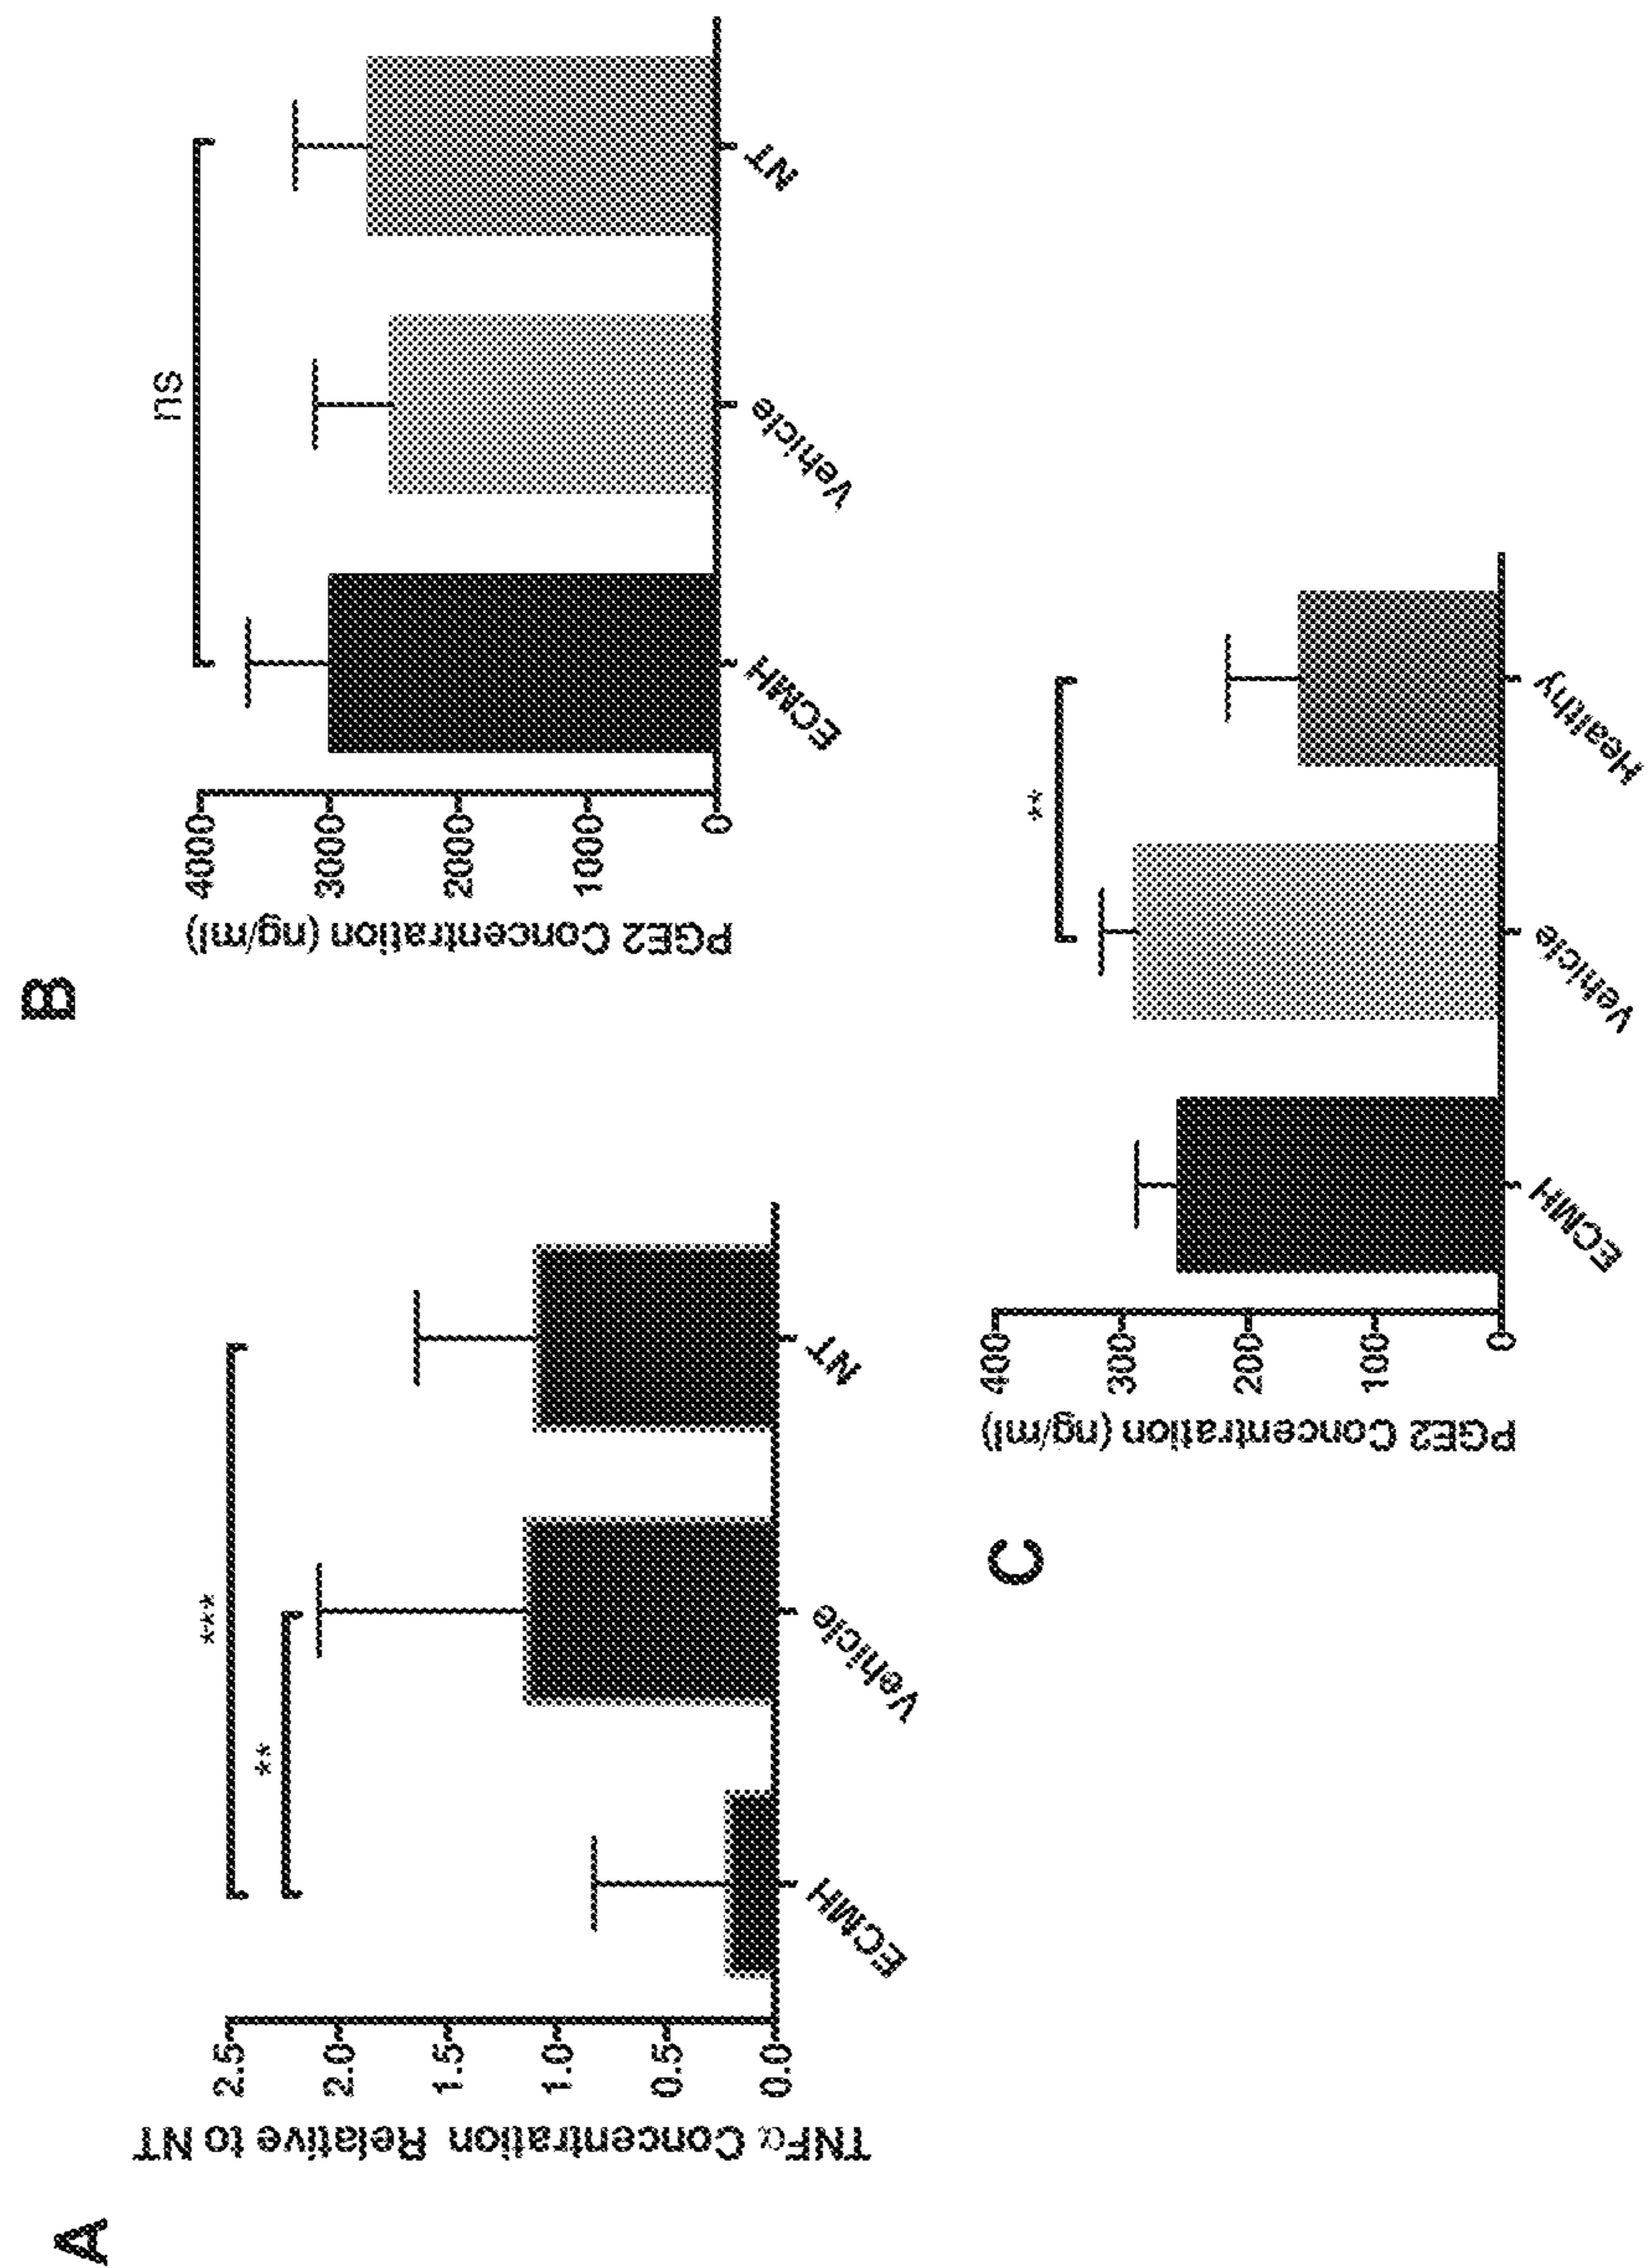 A
TNFα Concentration Relative to NT
2.5
2.0
1.5
1.0
0.5
0.0
***
**
ECMH
Vehicle
NT
B
PGE2 Concentration (ng/ml)
4000
3000
2000
1000
0
ns
ECMH
Vehicle
NT
C
PGE2 Concentration (ng/ml)
400
300
200
100
0
**
ECMH
Vehicle
Healthy